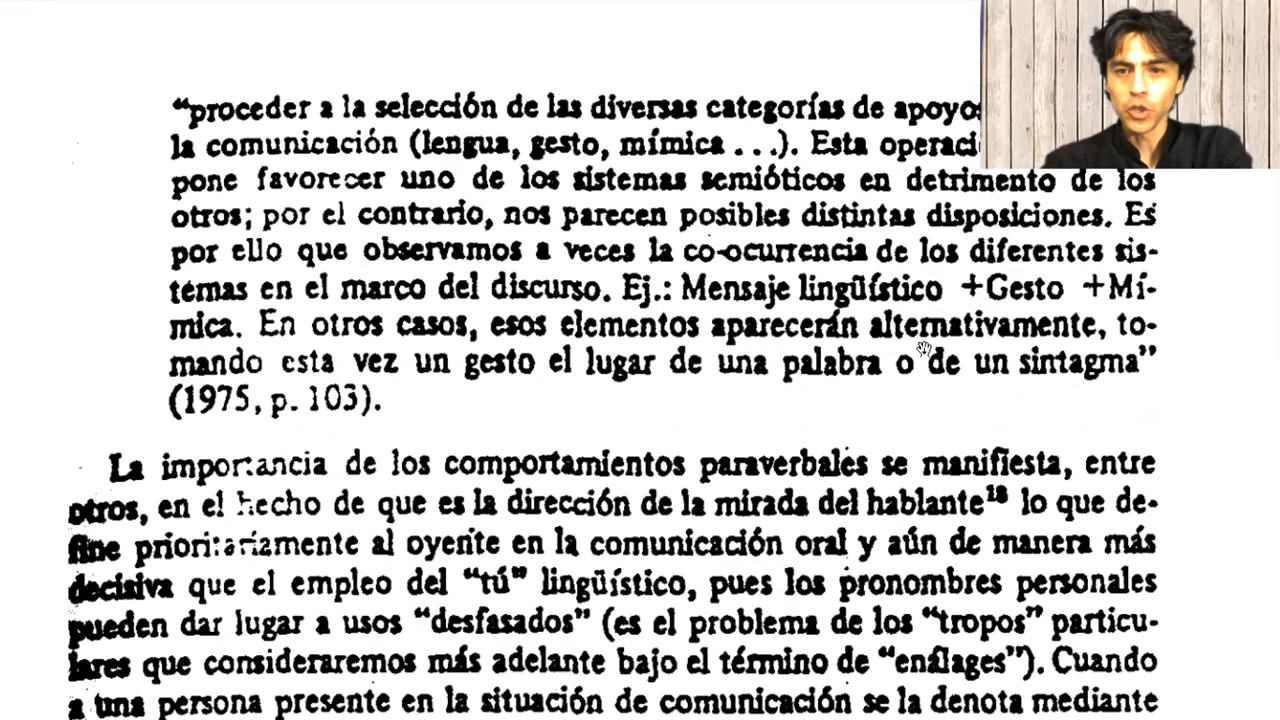 “proceder a la selección de las diversas categorías de
la comunicación (lengua, gesto, mímica . . .). Esta
pone favorecer uno de los sistemas semióticos en detrimento de los
otros; por el contrario, nos parecen posibles distintas disposiciones. Es
por ello que observamos a veces la co-ocurrencia de los diferentes sis-
temas en el marco del discurso. Ej.: Mensaje lingüístico +Gesto +Mí-
mica. En otros casos, esos elementos aparecerán alternativamente, to-
mando esta vez un gesto el lugar de una palabra o de un sintagma”
(1975, p. 103).
La importancia de los comportamientos paraverbales se manifiesta, entre
otros, en el hecho de que es la dirección de la mirada del hablante¹⁸ lo que de-
fine prioritariamente al oyente en la comunicación oral y aún de manera más
decisiva que el empleo del “tú” lingüístico, pues los pronombres personales
pueden dar lugar a usos “desfasados” (es el problema de los “tropos” particu-
lares que consideraremos más adelante bajo el término de “enálages”). Cuando
a una persona presente en la situación de comunicación se la denota mediante